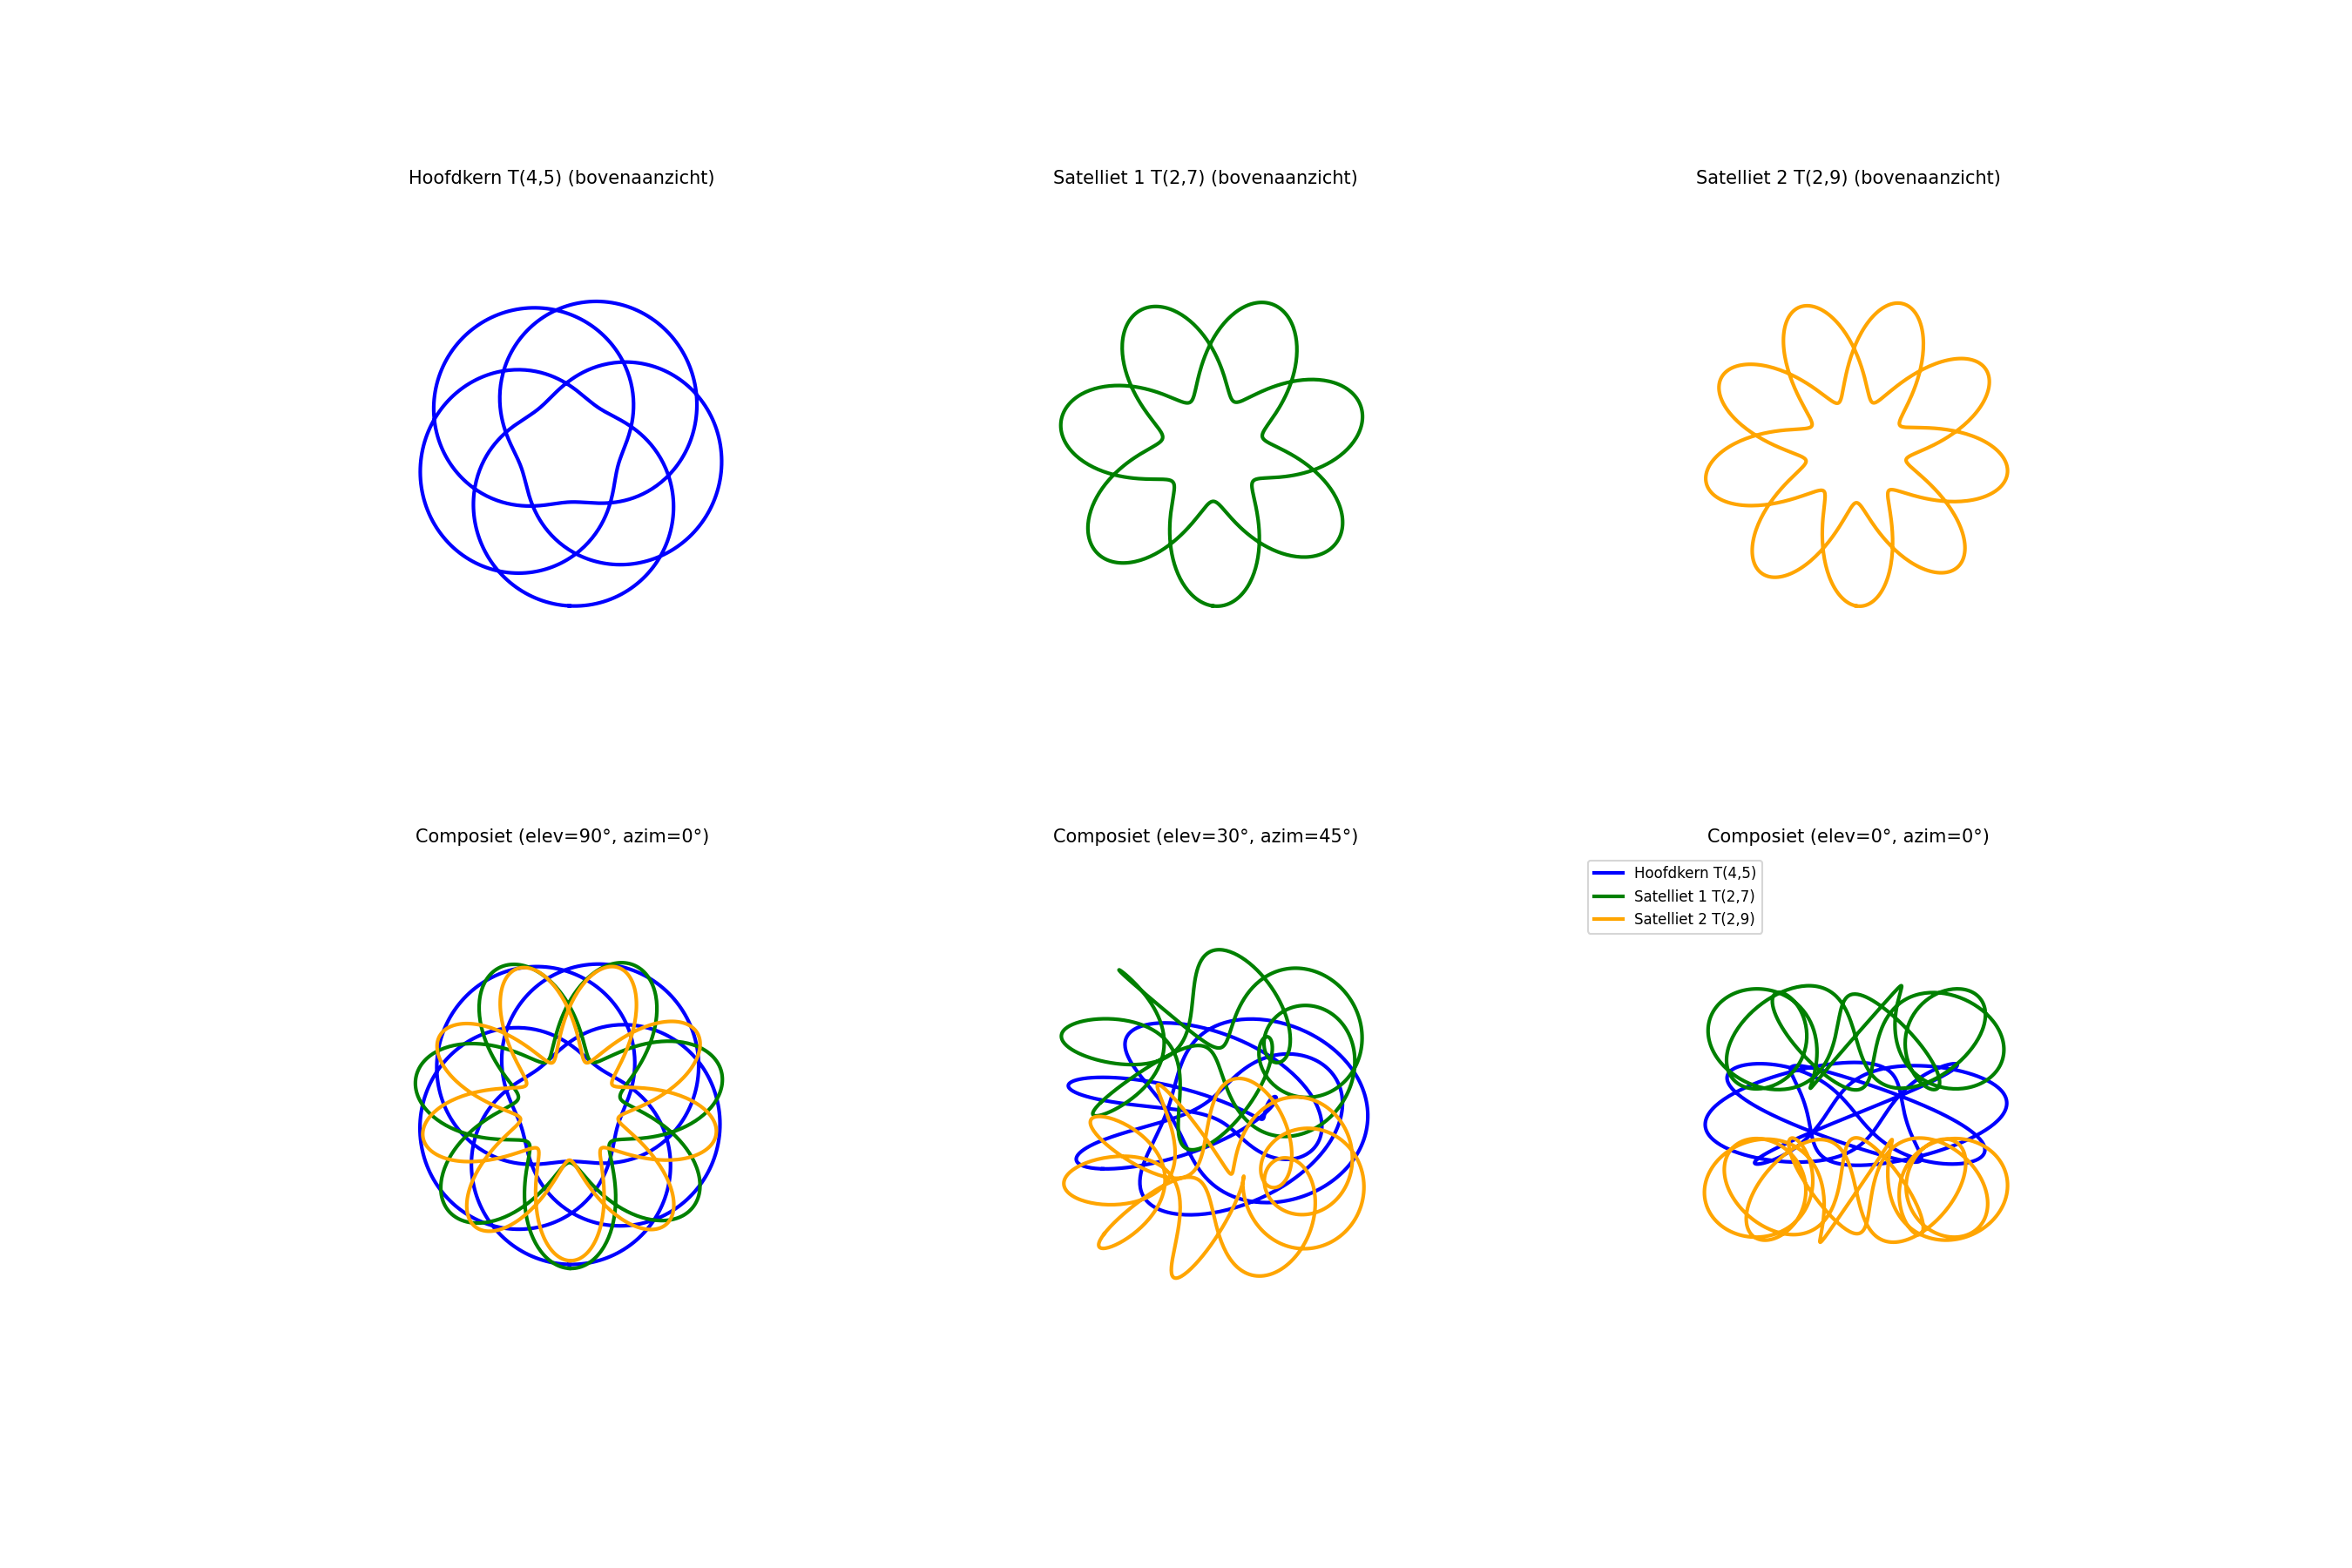 Hoofdkern T(4,5) (bovenaanzicht)
Satelliet 1 T(2,7) (bovenaanzicht)
Satelliet 2 T(2,9) (bovenaanzicht)
Composiet (elev=90°, azim=0°)
Composiet (elev=30°, azim=45°)
Composiet (elev=0°, azim=0°)
Hoofdkern T(4,5)
Satelliet 1 T(2,7)
Satelliet 2 T(2,9)